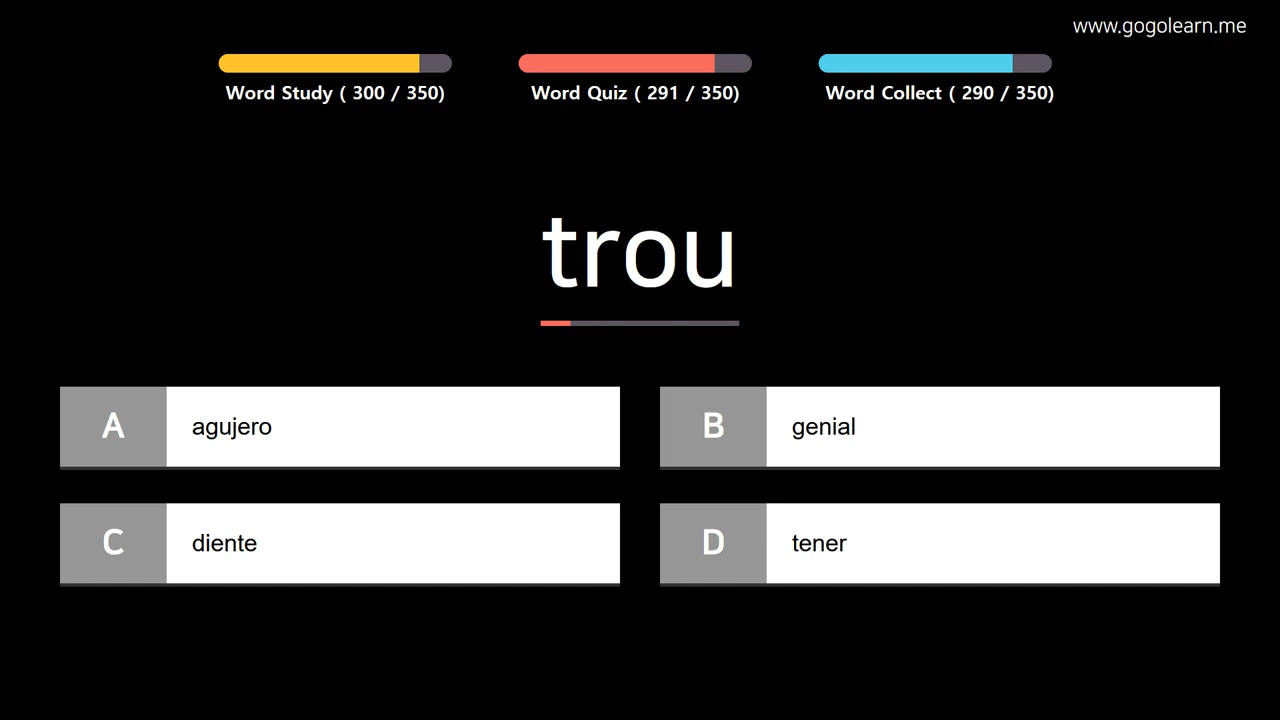 www.gogolearn.me
Word Study ( 300 / 350) Word Quiz ( 291 / 350) Word Collect ( 290 / 350)
trou
A agujero
B genial
C diente
D tener